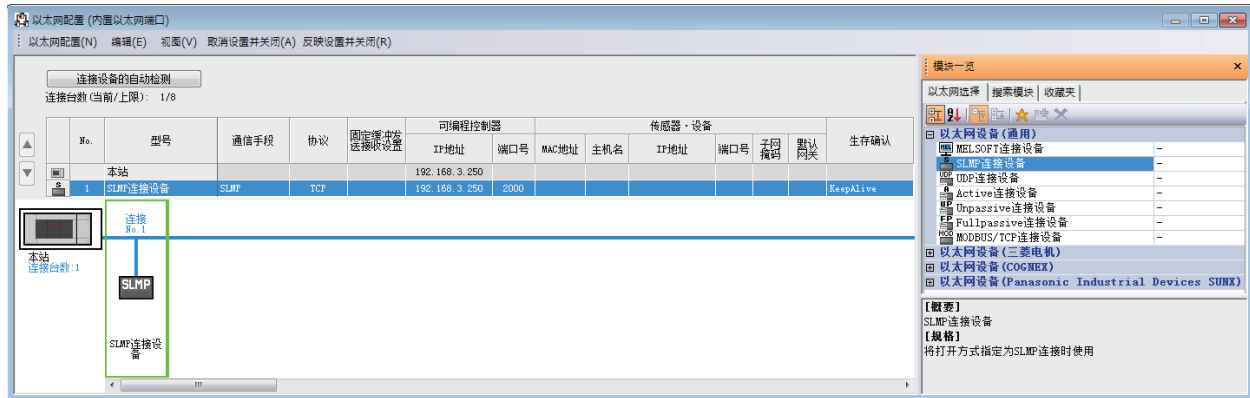 以太网配置 (内置以太网端口)
以太网配置(N) 编辑(E) 视图(V) 取消设置并关闭(A) 反映设置并关闭(R)
连接设备的自动检测
连接台数(当前/上限): 1/8
可编程控制器 传感器・设备
No. 型号 通信手段 协议 固定缓冲发送接收设置 IP地址 端口号 MAC地址 主机名 IP地址 端口号 子网掩码 默认网关 生存确认
本站 192.168.3.250
1 SLMP连接设备 SLMP TCP 192.168.3.250 2000 KeepAlive
连接
No.1
本站
连接台数:1
SLMP
SLMP连接设
备
模块一览
以太网选择 搜索模块 收藏夹
以太网设备(通用)
MELSOFT连接设备 -
SLMP连接设备 -
UDP连接设备 -
Active连接设备 -
Unpassive连接设备 -
Fullpassive连接设备 -
MODBUS/TCP连接设备 -
以太网设备(三菱电机)
以太网设备(COGNEX)
以太网设备(Panasonic Industrial Devices SUNX)
[概要]
SLMP连接设备
[规格]
将打开方式指定为SLMP连接时使用